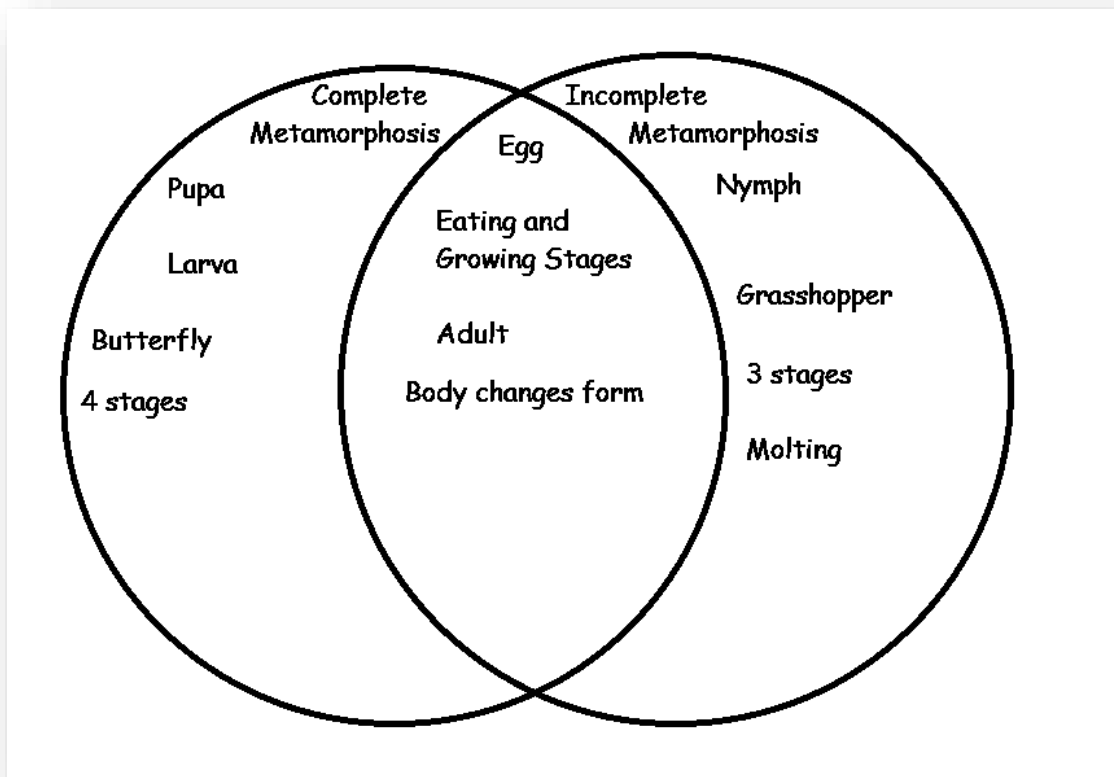 Complete
Metamorphosis
Pupa
Larva
Butterfly
4 stages
Egg
Eating and
Growing Stages
Adult
Body changes form
Incomplete
Metamorphosis
Nymph
Grasshopper
3 stages
Molting